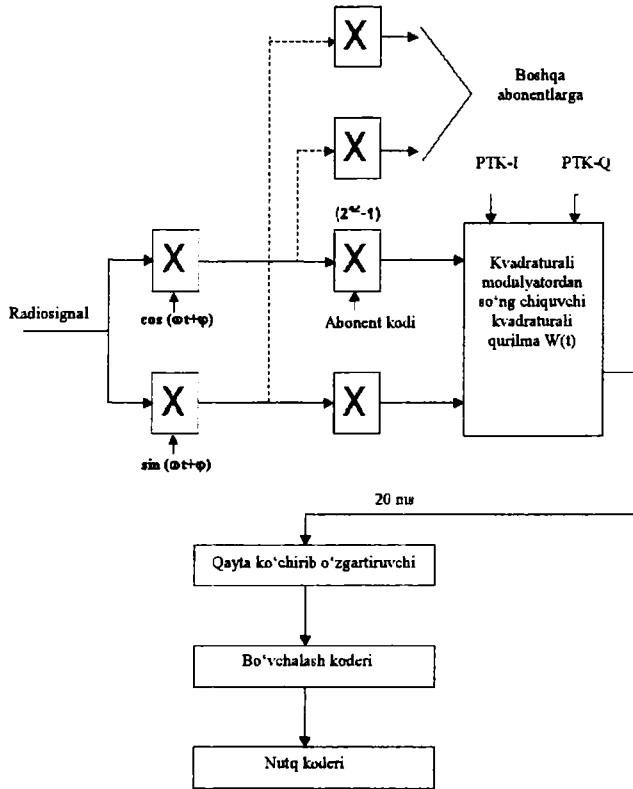 X
Boshqa
abonentlarga
X
PTK-I
PTK-Q
X
X
Kvadraturali
modulyatordan
so‘ng chiquvchi
kvadraturali
qurilma W(t)
Radiosignal
cos (ωt+φ)
Abonent kodi
X
X
sin (ωt+φ)
20 ms
Qayta ko‘chirib o‘zgartiruvchi
Bo‘vchalash koderi
Nutq koderi